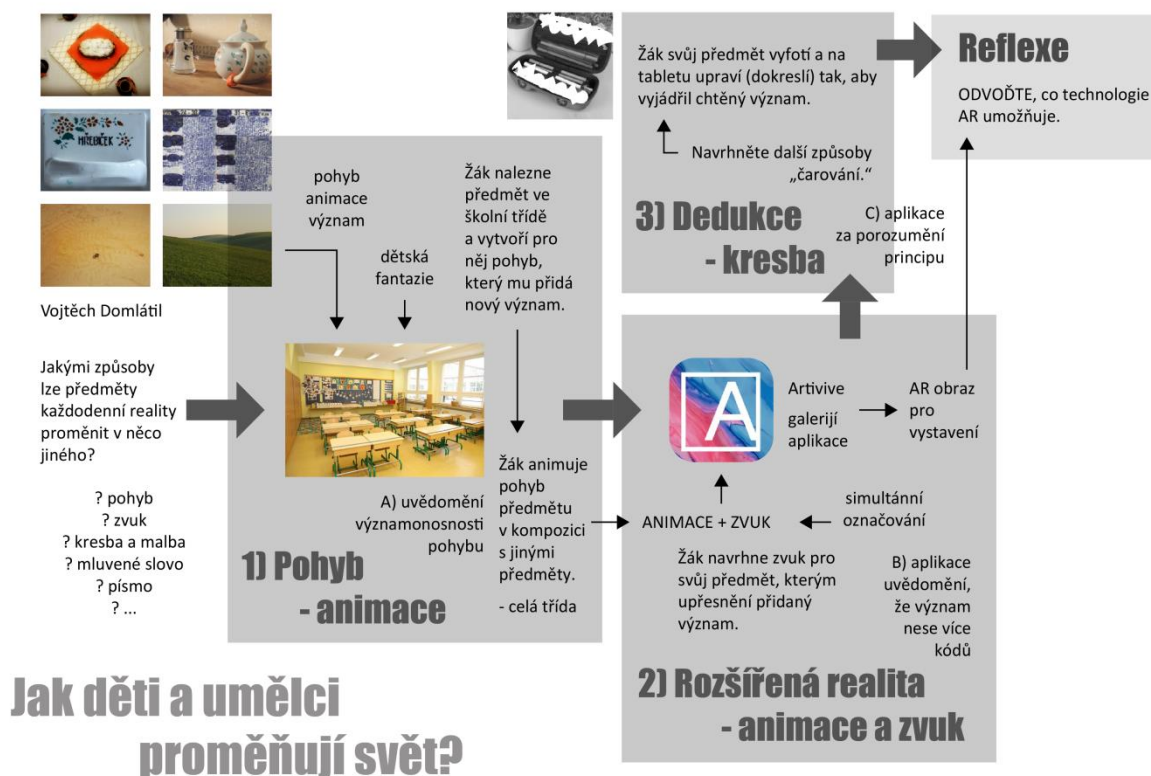 HŘEBÍČEK
Vojtěch Domlátil
Jakými způsoby
lze předměty
každodenní reality
proměnit v něco
jiného?
? pohyb
? zvuk
? kresba a malba
? mluvené slovo
? písmo
? ...
pohyb
animace
význam
dětská
fantazie
Žák nalezne
předmět ve
školní třídě
a vytvoří pro
něj pohyb,
který mu přidá
nový význam.
A) uvědomění
významonosnosti
pohybu
Žák animuje
pohyb
předmětu
v kompozici
s jinými
předměty.
- celá třída
1) Pohyb
- animace
A
Artivive
galerijí
aplikace
AR obraz
pro
vystavení
ANIMACE + ZVUK
simultánní
označování
Žák navrhne zvuk pro
svůj předmět, kterým
upřesnění přidaný
význam.
B) aplikace
uvědomění,
že význam
nese více
kódů
2) Rozšířená realita
- animace a zvuk
Žák svůj předmět vyfotí a na
tabletu upraví (dokreslí) tak, aby
vyjádřil chtěný význam.
Navrhněte další způsoby
„čarování.“
3) Dedukce
- kresba
C) aplikace
za porozumění
principu
Reflexe
ODVOĎTE, co technologie
AR umožňuje.
Jak děti a umělci
proměňují svět?